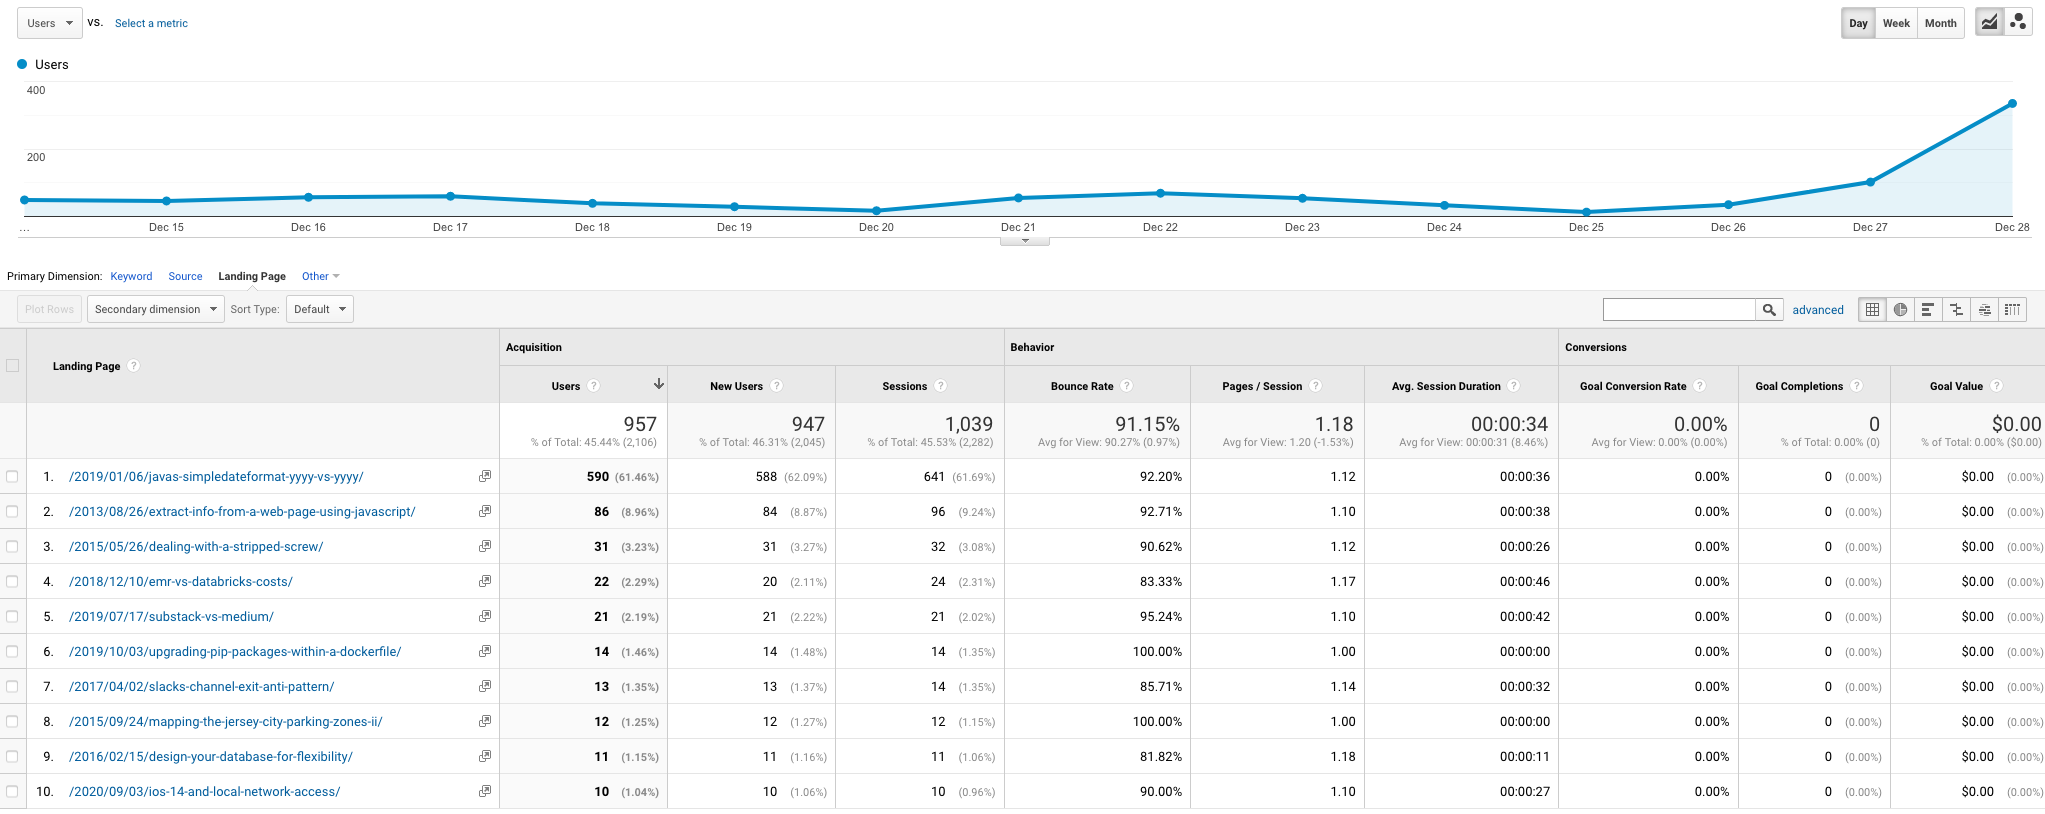 Users vs. Select a metric Day Week Month
Users
400
200
... Dec 15 Dec 16 Dec 17 Dec 18 Dec 19 Dec 20 Dec 21 Dec 22 Dec 23 Dec 24 Dec 25 Dec 26 Dec 27 Dec 28
Primary Dimension: Keyword Source Landing Page Other
Plot Rows Secondary dimension Sort Type: Default advanced
Acquisition Behavior Conversions
Landing Page ?
Users ? New Users ? Sessions ? Bounce Rate ? Pages / Session ? Avg. Session Duration ? Goal Conversion Rate ? Goal Completions ? Goal Value ?
957 947 1,039 91.15% 1.18 00:00:34 0.00% 0 $0.00
% of Total: 45.44% (2,106) % of Total: 46.31% (2,045) % of Total: 45.53% (2,282) Avg for View: 90.27% (0.97%) Avg for View: 1.20 (-1.53%) Avg for View: 00:00:31 (8.46%) Avg for View: 0.00% (0.00%) % of Total: 0.00% (0) % of Total: 0.00% ($0.00)
1. /2019/01/06/javas-simpledateformat-yyyy-vs-yyyy/ 590 (61.46%) 588 (62.09%) 641 (61.69%) 92.20% 1.12 00:00:36 0.00% 0 (0.00%) $0.00 (0.00%)
2. /2013/08/26/extract-info-from-a-web-page-using-javascript/ 86 (8.96%) 84 (8.87%) 96 (9.24%) 92.71% 1.10 00:00:38 0.00% 0 (0.00%) $0.00 (0.00%)
3. /2015/05/26/dealing-with-a-stripped-screw/ 31 (3.23%) 31 (3.27%) 32 (3.08%) 90.62% 1.12 00:00:26 0.00% 0 (0.00%) $0.00 (0.00%)
4. /2018/12/10/emr-vs-databricks-costs/ 22 (2.29%) 20 (2.11%) 24 (2.31%) 83.33% 1.17 00:00:46 0.00% 0 (0.00%) $0.00 (0.00%)
5. /2019/07/17/substack-vs-medium/ 21 (2.19%) 21 (2.22%) 21 (2.02%) 95.24% 1.10 00:00:42 0.00% 0 (0.00%) $0.00 (0.00%)
6. /2019/10/03/upgrading-pip-packages-within-a-dockerfile/ 14 (1.46%) 14 (1.48%) 14 (1.35%) 100.00% 1.00 00:00:00 0.00% 0 (0.00%) $0.00 (0.00%)
7. /2017/04/02/slacks-channel-exit-anti-pattern/ 13 (1.35%) 13 (1.37%) 14 (1.35%) 85.71% 1.14 00:00:32 0.00% 0 (0.00%) $0.00 (0.00%)
8. /2015/09/24/mapping-the-jersey-city-parking-zones-ii/ 12 (1.25%) 12 (1.27%) 12 (1.15%) 100.00% 1.00 00:00:00 0.00% 0 (0.00%) $0.00 (0.00%)
9. /2016/02/15/design-your-database-for-flexibility/ 11 (1.15%) 11 (1.16%) 11 (1.06%) 81.82% 1.18 00:00:11 0.00% 0 (0.00%) $0.00 (0.00%)
10. /2020/09/03/ios-14-and-local-network-access/ 10 (1.04%) 10 (1.06%) 10 (0.96%) 90.00% 1.10 00:00:27 0.00% 0 (0.00%) $0.00 (0.00%)